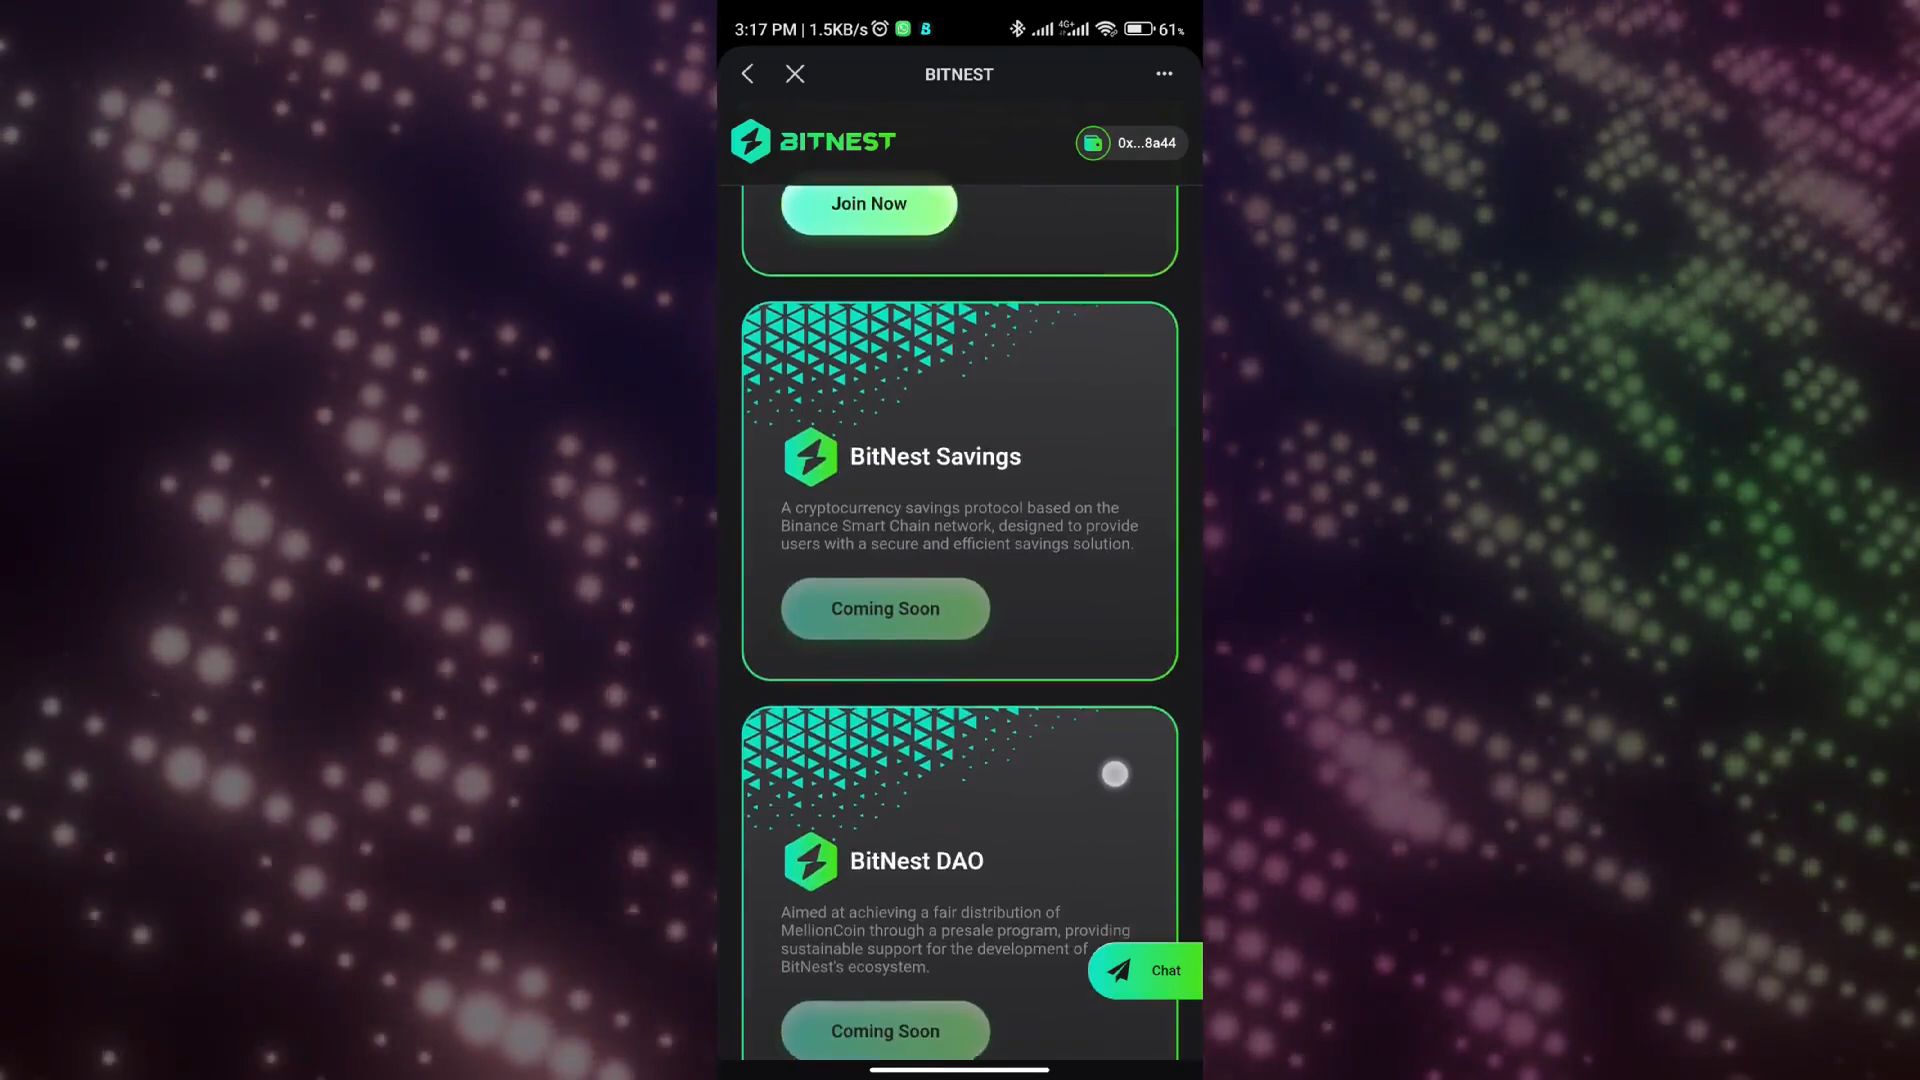 3:17 PM | 1.5KB/s
4G+
61%
BITNEST
BITNEST
0x...8a44
Join Now
BitNest Savings
A cryptocurrency savings protocol based on the
Binance Smart Chain network, designed to provide
users with a secure and efficient savings solution.
Coming Soon
BitNest DAO
Aimed at achieving a fair distribution of
MellionCoin through a presale program, providing
sustainable support for the development of
BitNest's ecosystem.
Chat
Coming Soon